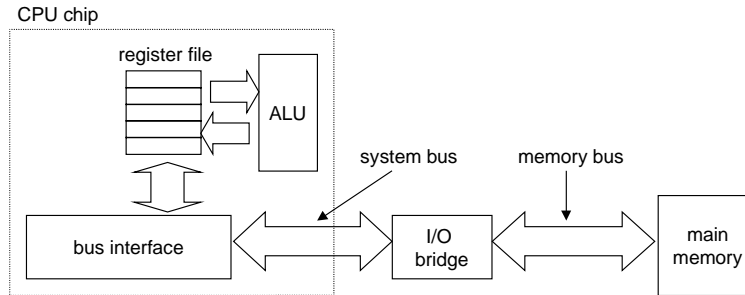 CPU chip
register file
ALU
system bus
memory bus
bus interface
I/O
bridge
main
memory